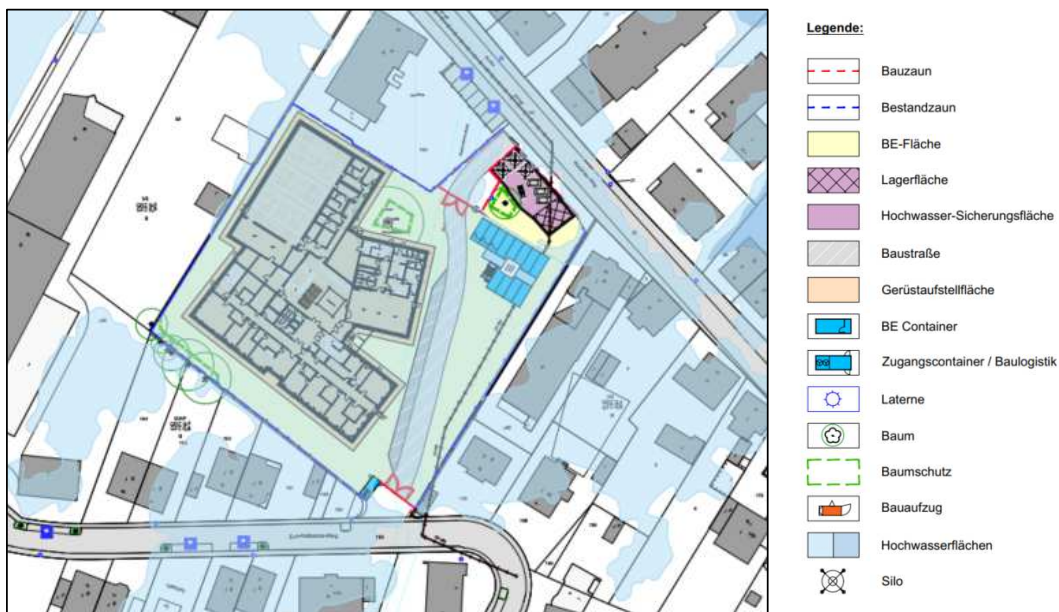 Legende:
Bauzaun
Bestandzaun
BE-Fläche
Lagerfläche
Hochwasser-Sicherungsfläche
Baustraße
Gerüstaufstellfläche
BE Container
Zugangscontainer / Baulogistik
Laterne
Baum
Baumschutz
Bauaufzug
Hochwasserflächen
Silo